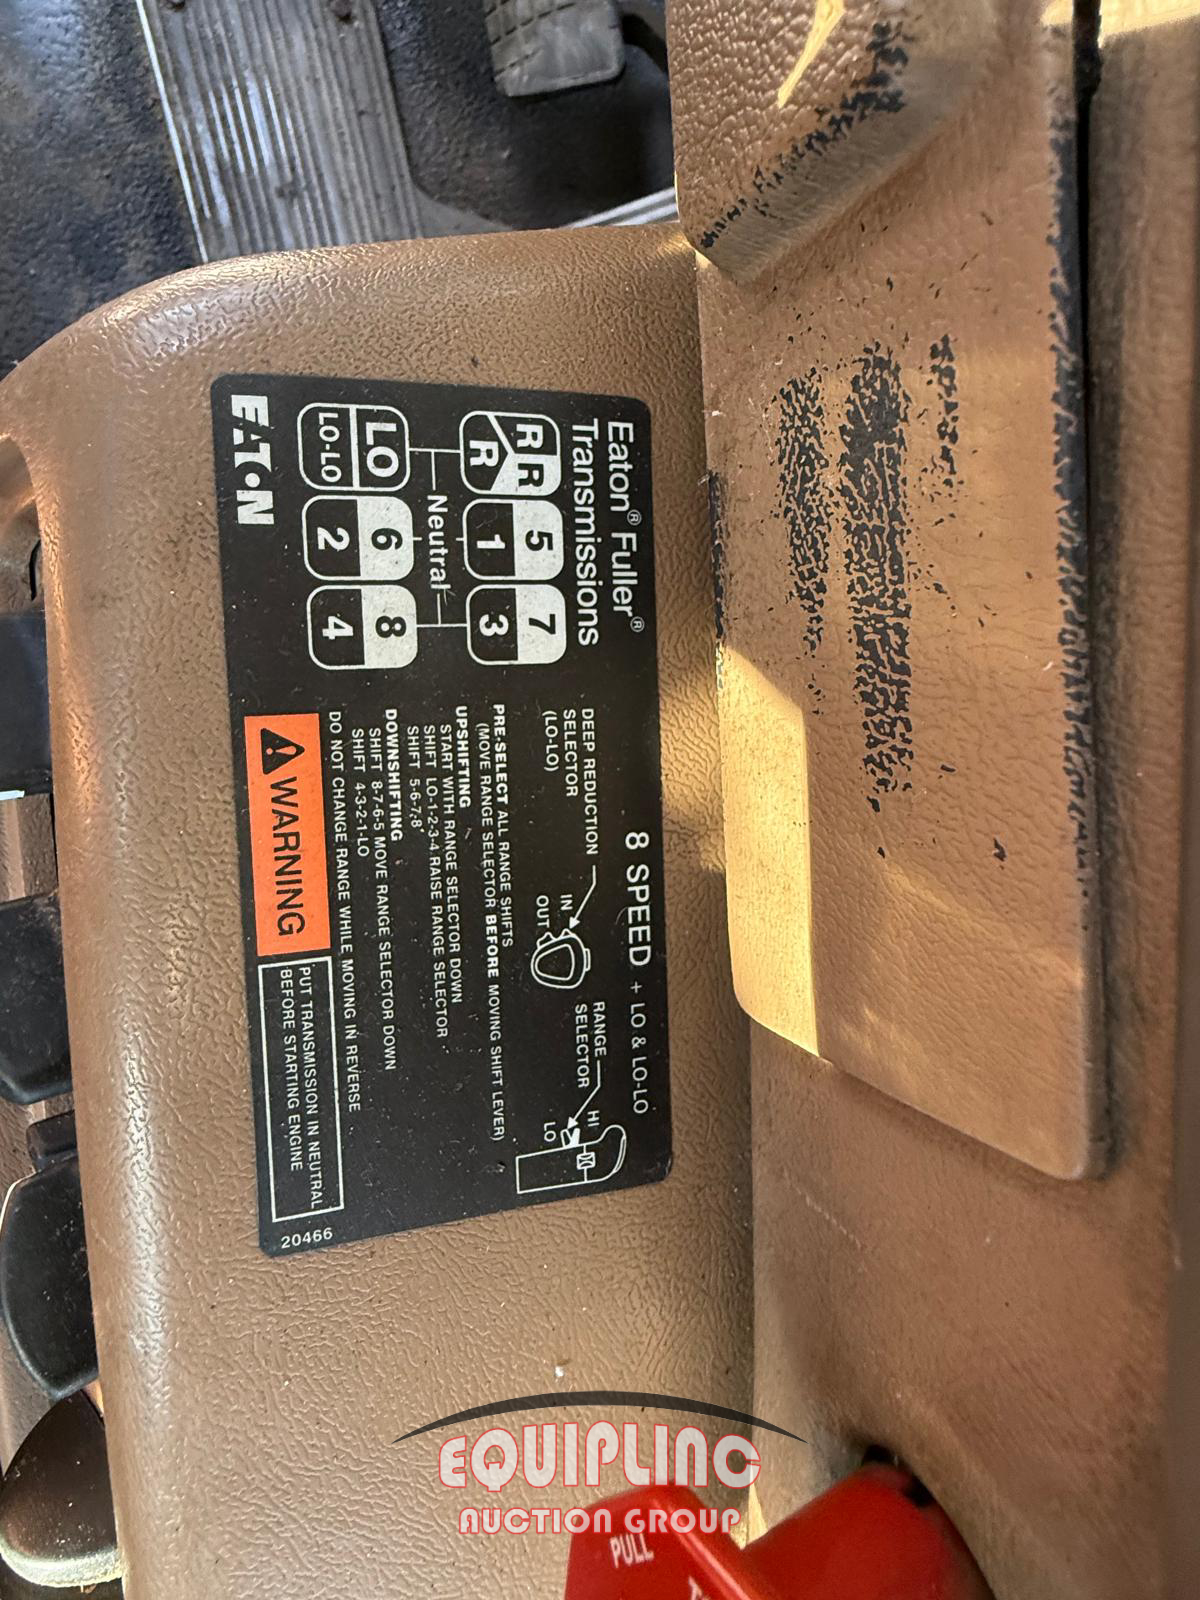 Eaton® Fuller®
Transmissions
8 SPEED + LO & LO-LO
R R 5 7
R 1 3
Neutral
LO 6 8
LO-LO 2 4
EATON
DEEP REDUCTION
SELECTOR
(LO-LO)
IN
OUT
RANGE
SELECTOR
HI
LO
PRE-SELECT ALL RANGE SHIFTS
(MOVE RANGE SELECTOR BEFORE MOVING SHIFT LEVER)
UPSHIFTING
START WITH RANGE SELECTOR DOWN
SHIFT LO-1-2-3-4 RAISE RANGE SELECTOR
SHIFT 5-6-7-8
DOWNSHIFTING
SHIFT 8-7-6-5 MOVE RANGE SELECTOR DOWN
SHIFT 4-3-2-1-LO
DO NOT CHANGE RANGE WHILE MOVING IN REVERSE
WARNING
PUT TRANSMISSION IN NEUTRAL
BEFORE STARTING ENGINE
20466
EQUIPLINC
AUCTION GROUP
PULL